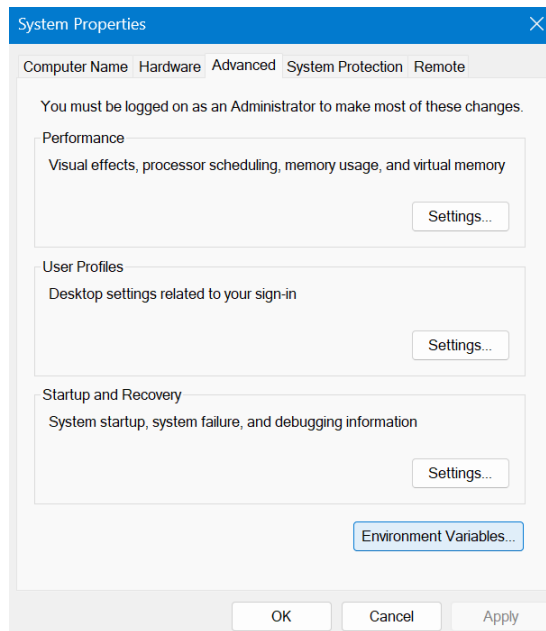 System Properties
Computer Name Hardware Advanced System Protection Remote
You must be logged on as an Administrator to make most of these changes.
Performance
Visual effects, processor scheduling, memory usage, and virtual memory
Settings...
User Profiles
Desktop settings related to your sign-in
Settings...
Startup and Recovery
System startup, system failure, and debugging information
Settings...
Environment Variables...
OK Cancel Apply